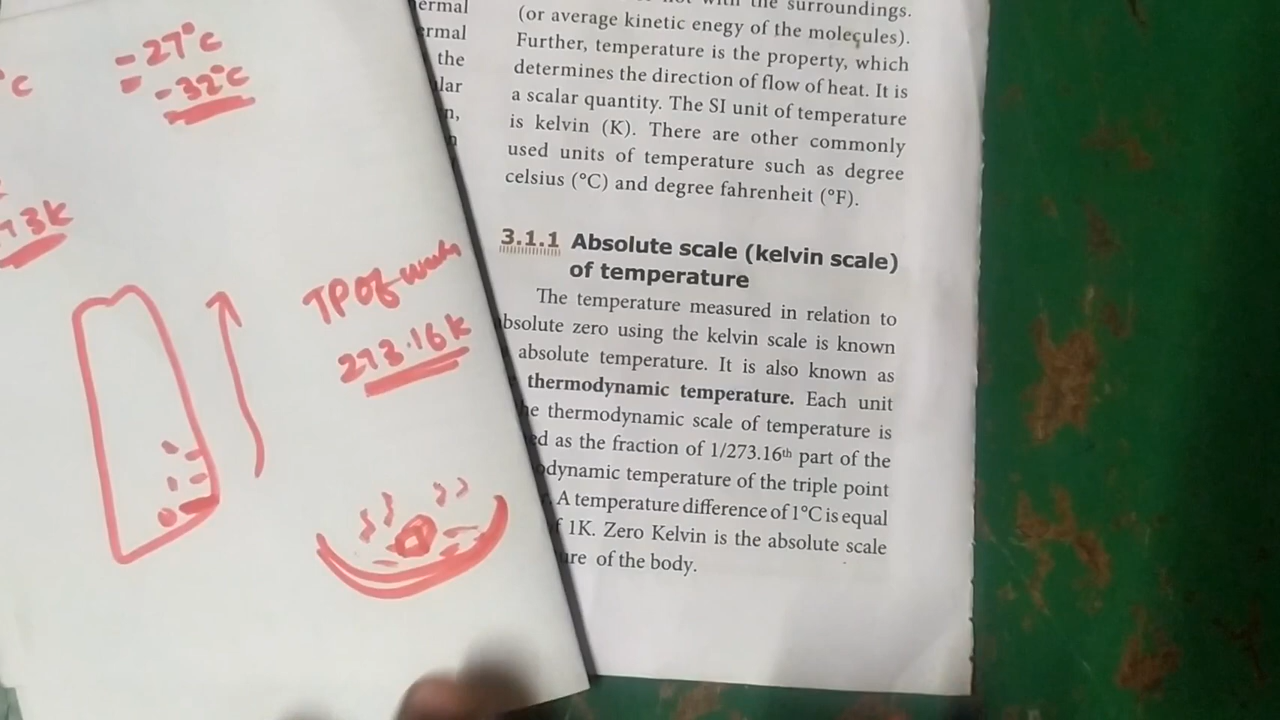 -27°C
°C
-32°C
73K
TP Of
273.16K
ermal
ermal
the
lar
n,
the surroundings.
(or average kinetic enegy of the molecules).
Further, temperature is the property, which
determines the direction of flow of heat. It is
a scalar quantity. The SI unit of temperature
is kelvin (K). There are other commonly
used units of temperature such as degree
celsius (°C) and degree fahrenheit (°F).
3.1.1 Absolute scale (kelvin scale)
of temperature
The temperature measured in relation to
bsolute zero using the kelvin scale is known
absolute temperature. It is also known as
thermodynamic temperature. Each unit
he thermodynamic scale of temperature is
ed as the fraction of 1/273.16th part of the
odynamic temperature of the triple point
. A temperature difference of 1°C is equal
f 1K. Zero Kelvin is the absolute scale
ure of the body.